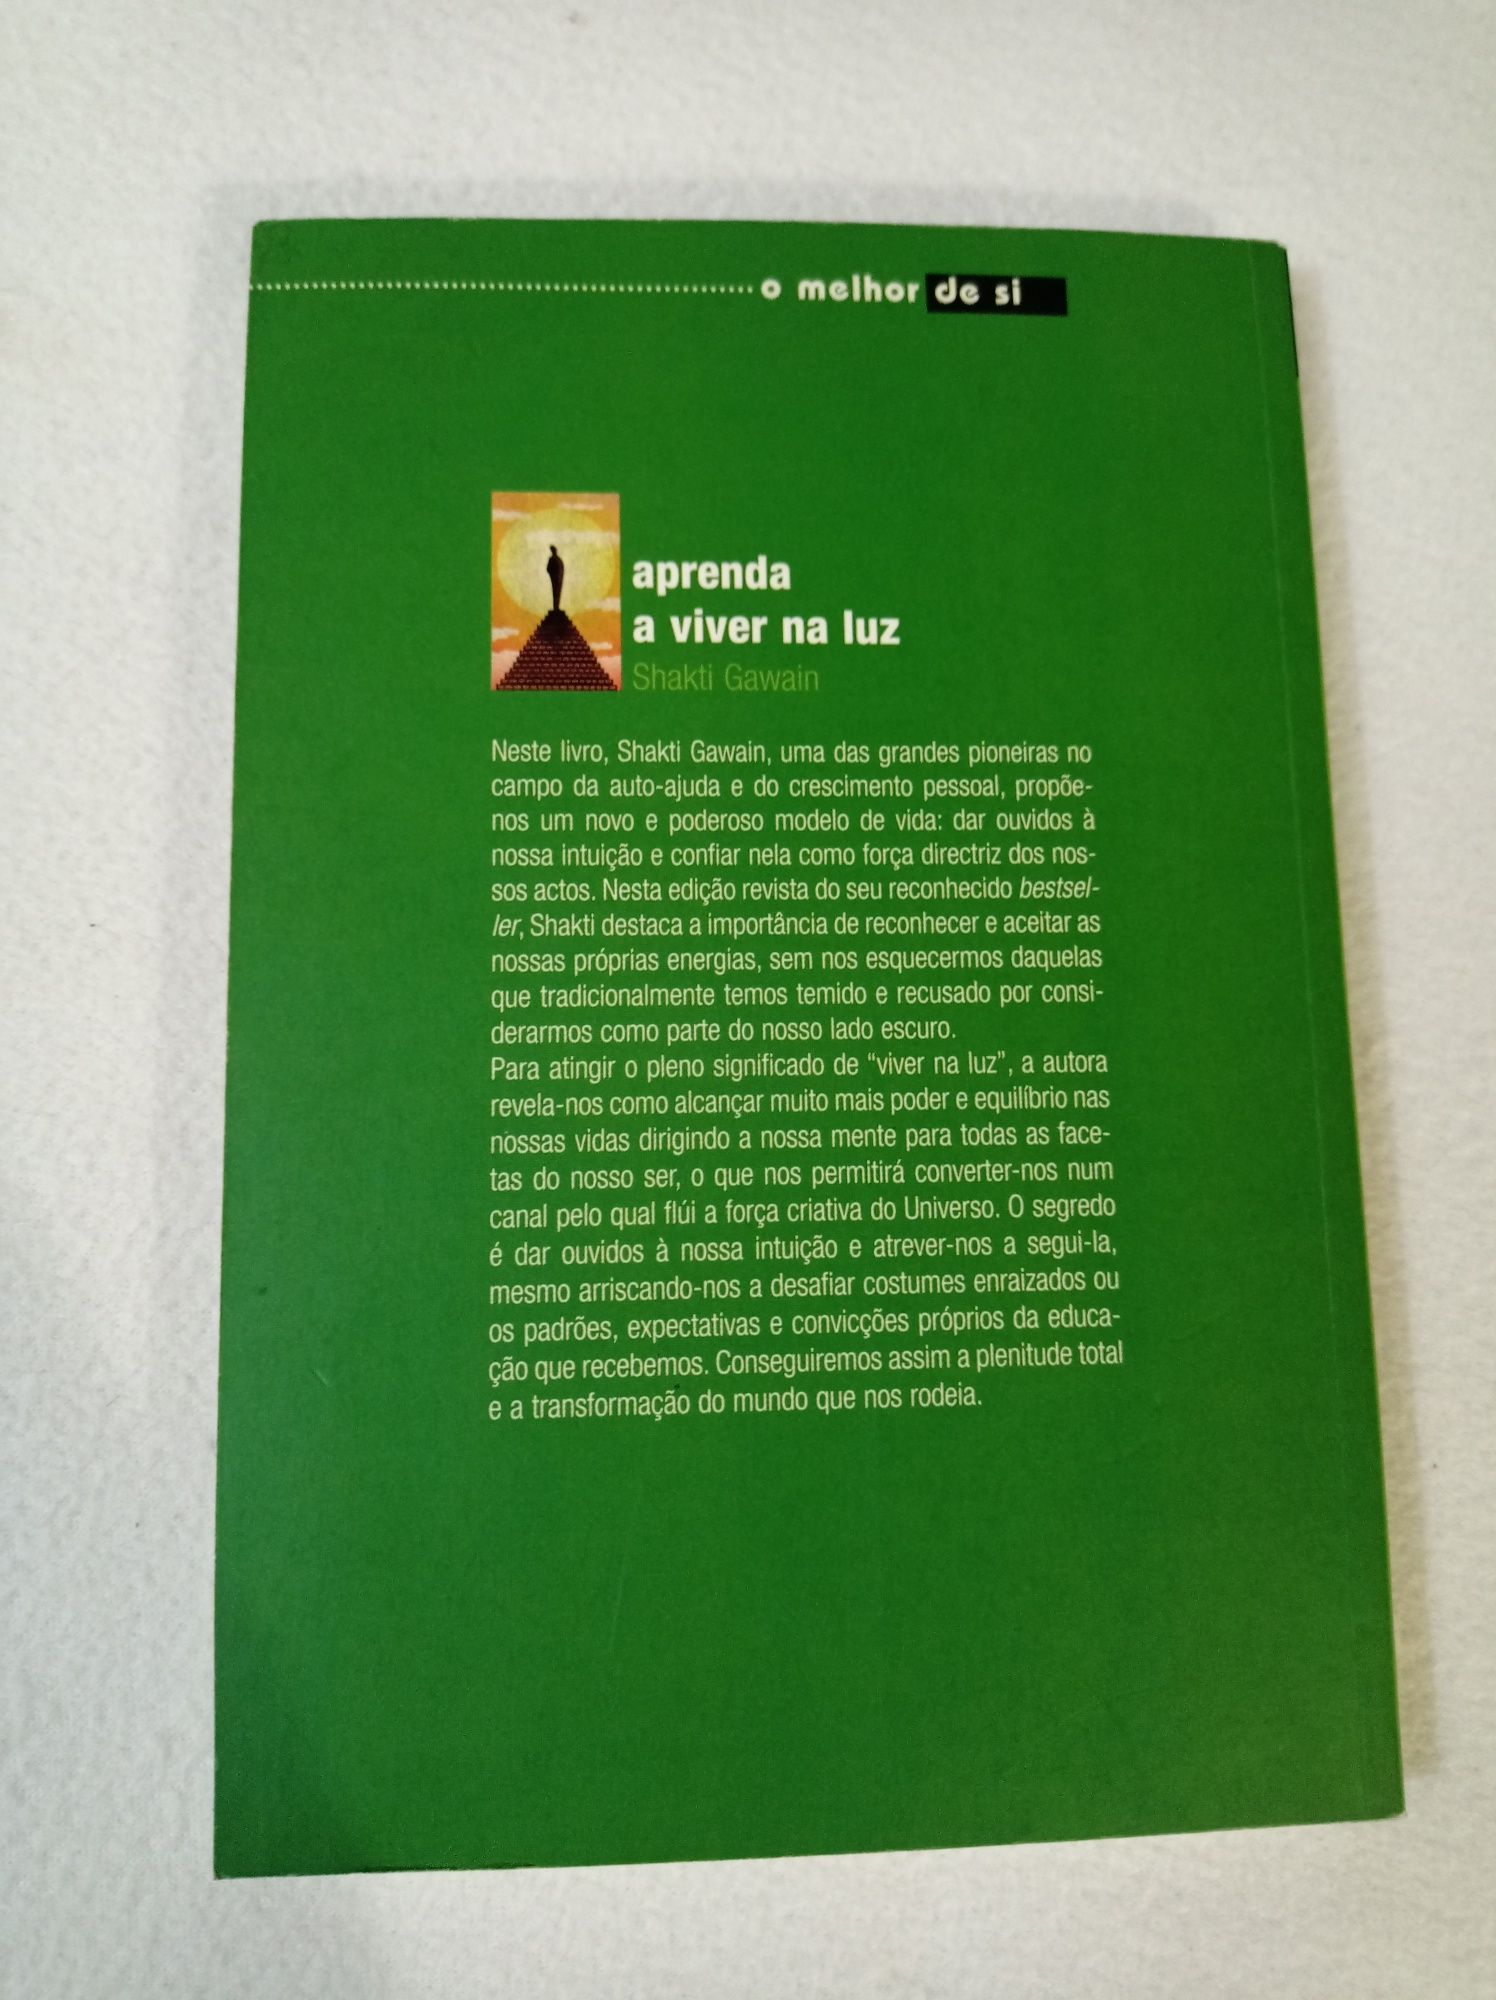 o melhor de si
aprenda
a viver na luz
Shakti Gawain
Neste livro, Shakti Gawain, uma das grandes pioneiras no
campo da auto-ajuda e do crescimento pessoal, propõe-
nos um novo e poderoso modelo de vida: dar ouvidos à
nossa intuição e confiar nela como força directriz dos nos-
sos actos. Nesta edição revista do seu reconhecido bestsel-
ler, Shakti destaca a importância de reconhecer e aceitar as
nossas próprias energias, sem nos esquecermos daquelas
que tradicionalmente temos temido e recusado por consi-
derarmos como parte do nosso lado escuro.
Para atingir o pleno significado de “viver na luz”, a autora
revela-nos como alcançar muito mais poder e equilíbrio nas
nossas vidas dirigindo a nossa mente para todas as face-
tas do nosso ser, o que nos permitirá converter-nos num
canal pelo qual flúi a força criativa do Universo. O segredo
é dar ouvidos à nossa intuição e atrever-nos a segui-la,
mesmo arriscando-nos a desafiar costumes enraizados ou
os padrões, expectativas e convicções próprios da educa-
ção que recebemos. Conseguiremos assim a plenitude total
e a transformação do mundo que nos rodeia.